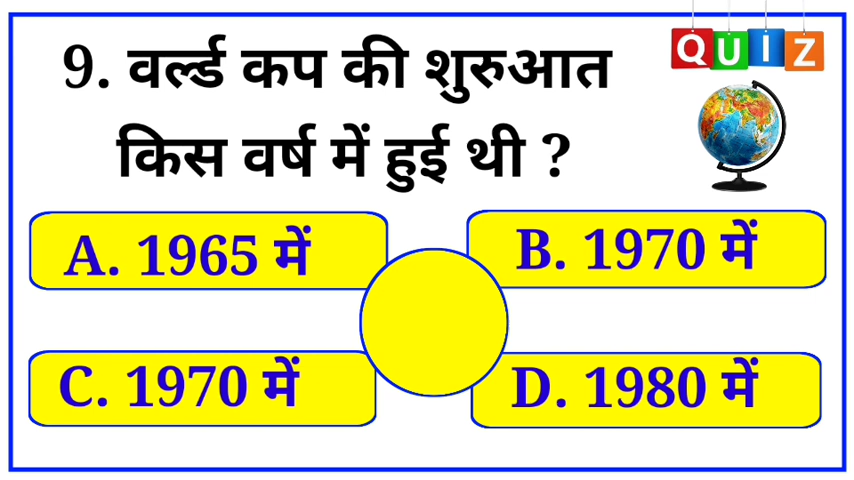 QUIZ
9. वर्ल्ड कप की शुरुआत
किस वर्ष में हुई थी ?
A. 1965 में
B. 1970 में
C. 1970 में
D. 1980 में